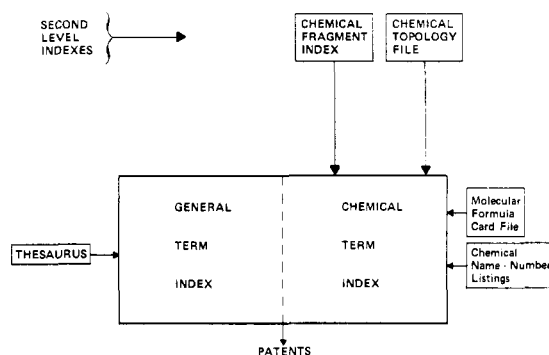 SECOND
LEVEL
INDEXES
CHEMICAL
FRAGMENT
INDEX
CHEMICAL
TOPOLOGY
FILE
GENERAL
TERM
INDEX
CHEMICAL
TERM
INDEX
THESAURUS
Molecular
Formula
Card File
Chemical
Name - Number
Listings
PATENTS